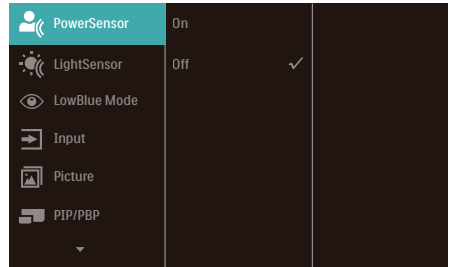 PowerSensor
On
LightSensor
Off
LowBlue Mode
Input
Picture
PIP/PBP